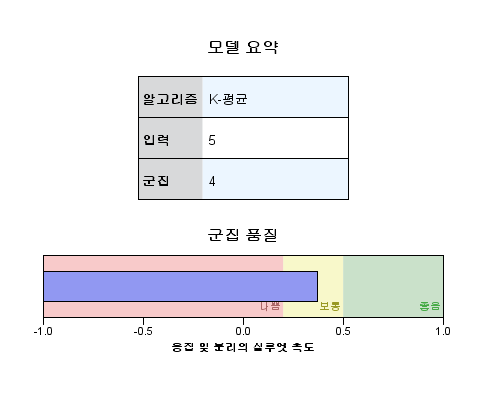 모델 요약
알고리즘 K-평균
입력 5
군집 4
군집 품질
나쁨 보통 좋음
-1.0 -0.5 0.0 0.5 1.0
응집 및 분리의 실루엣 측도